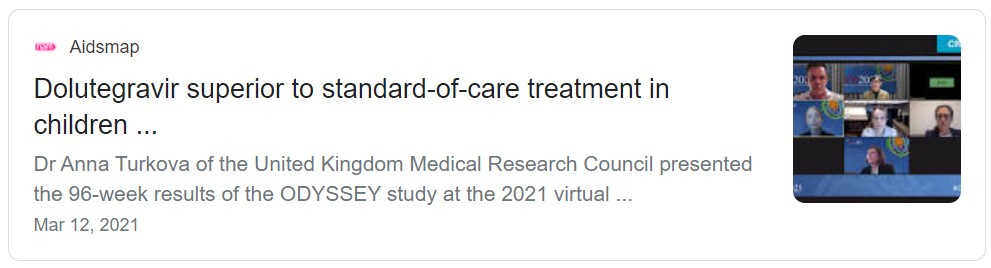 Aidsmap
Dolutegravir superior to standard-of-care treatment in
children ...
Dr Anna Turkova of the United Kingdom Medical Research Council presented
the 96-week results of the ODYSSEY study at the 2021 virtual ...
Mar 12, 2021